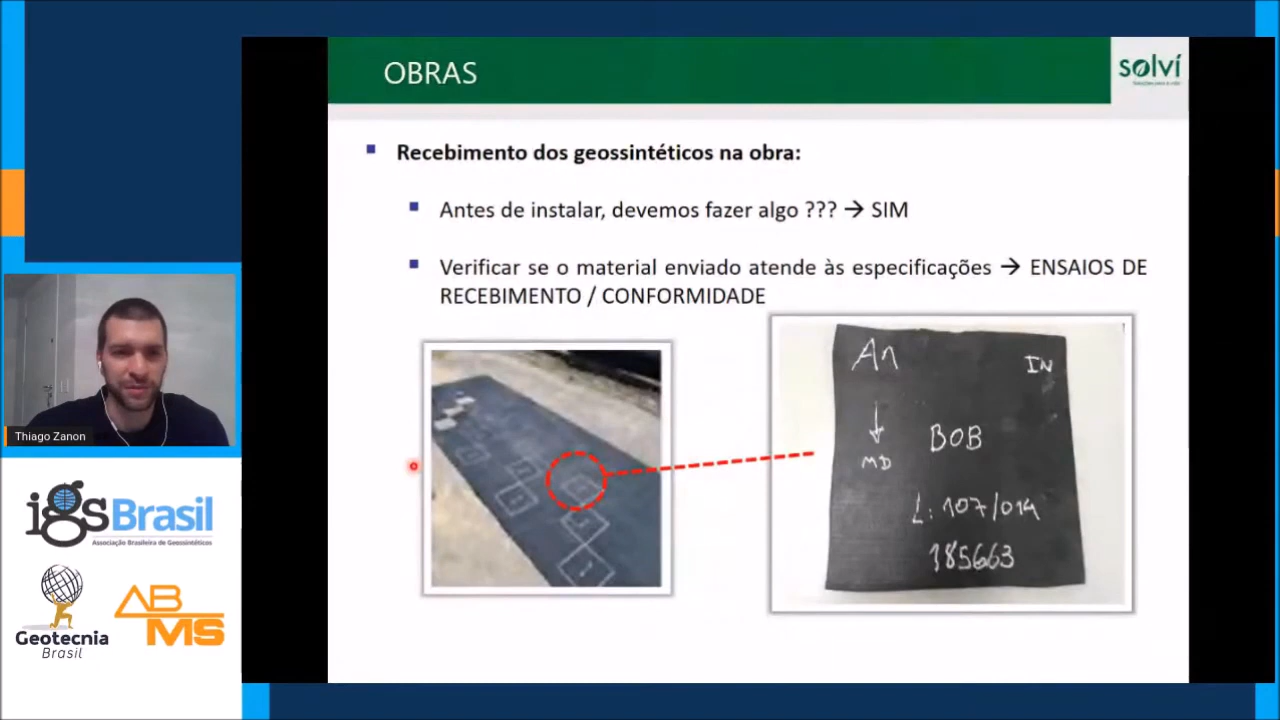 OBRAS
solví
Recebimento dos geossintéticos na obra:
Antes de instalar, devemos fazer algo ??? → SIM
Verificar se o material enviado atende às especificações → ENSAIOS DE
RECEBIMENTO / CONFORMIDADE
IN
MD
BOB
L: 107/014
185663
Thiago Zanon
igsBrasil
Associação Brasileira de Geossintéticos
Geotecnia
Brasil
AB
MS